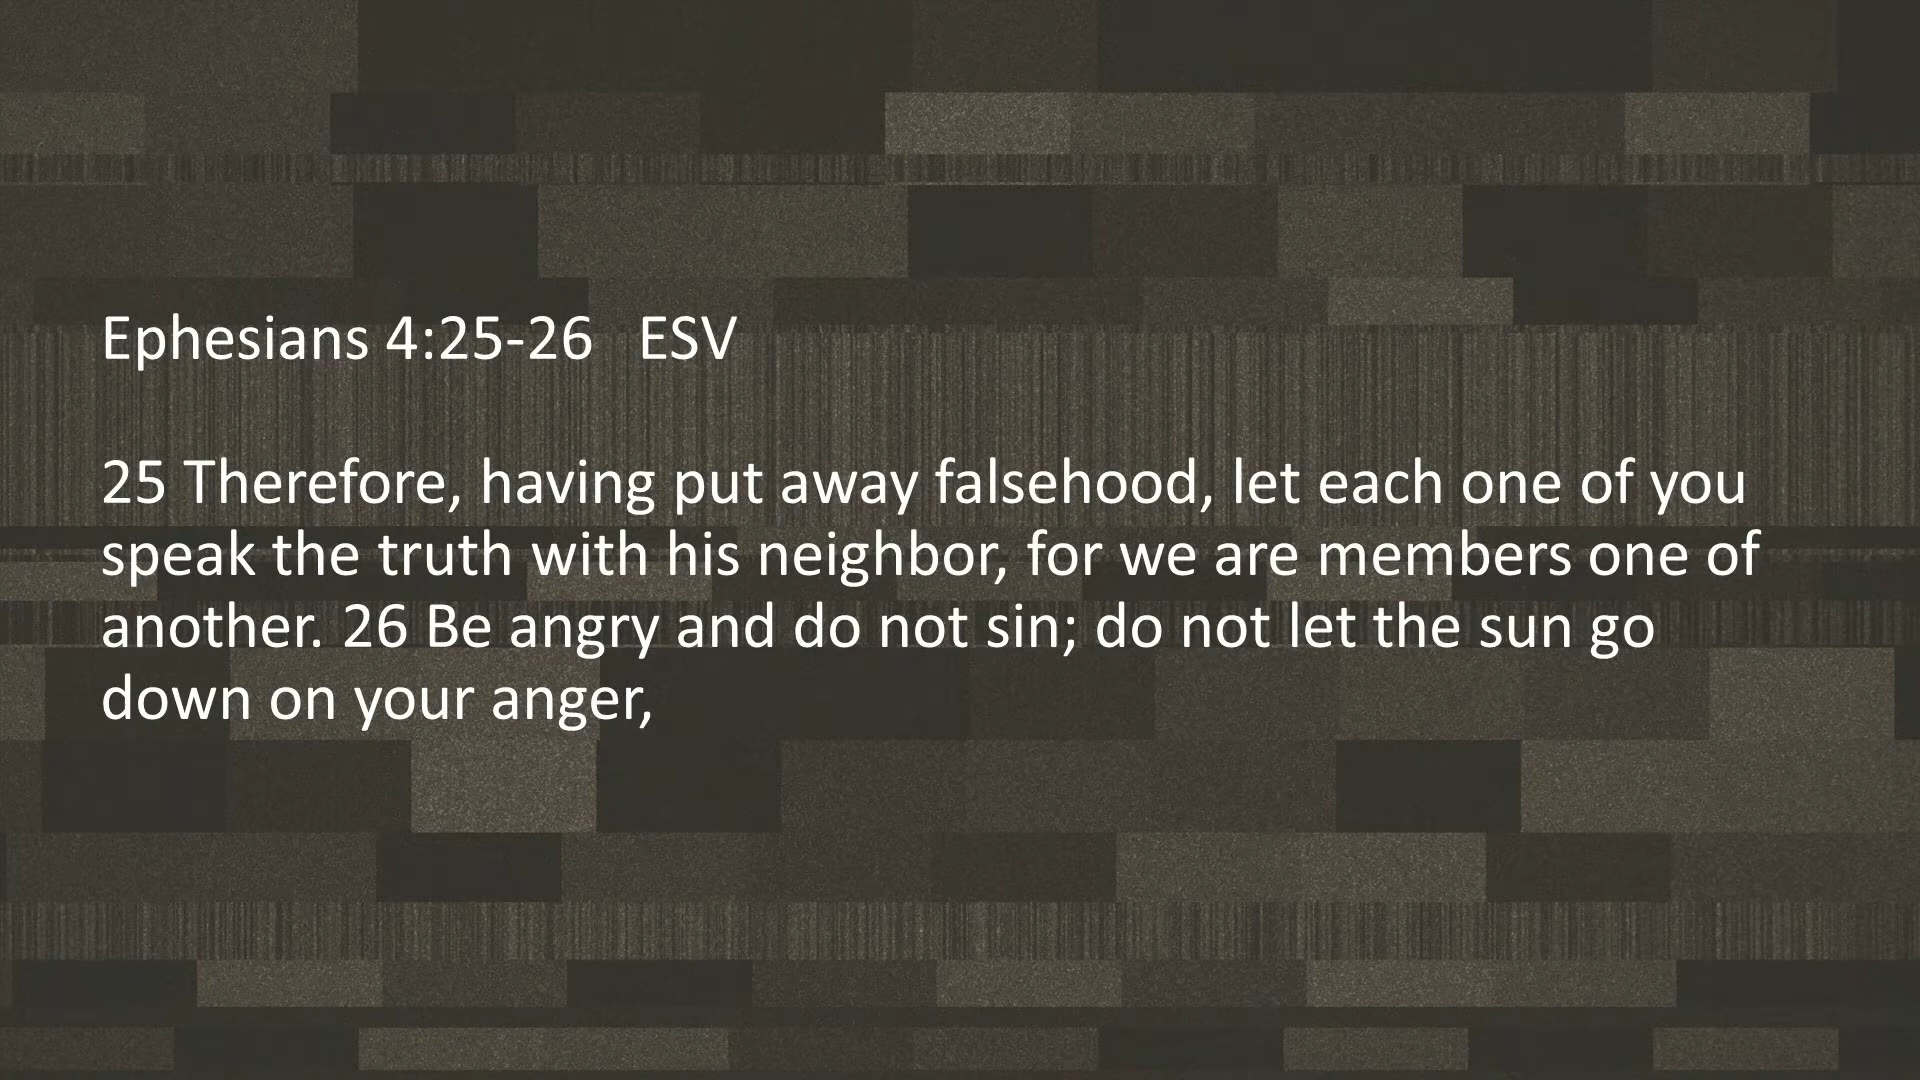 Ephesians 4:25-26   ESV
25 Therefore, having put away falsehood, let each one of you
speak the truth with his neighbor, for we are members one of
another. 26 Be angry and do not sin; do not let the sun go
down on your anger,